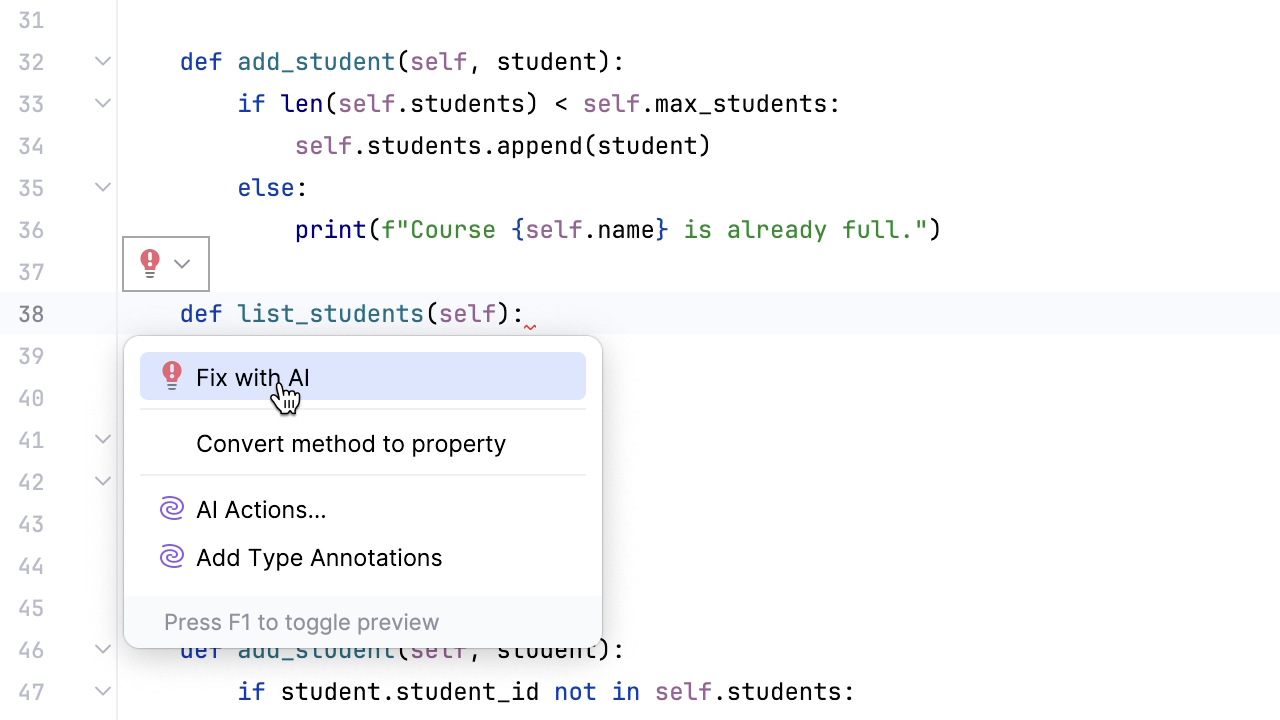 31
32 def add_student(self, student):
33 if len(self.students) < self.max_students:
34 self.students.append(student)
35 else:
36 print(f"Course {self.name} is already full.")
37
38 def list_students(self):
39
Fix with AI
40
41
Convert method to property
42
43
AI Actions...
44
Add Type Annotations
45
Press F1 to toggle preview
46 def add_student(self, student):
47 if student.student_id not in self.students: